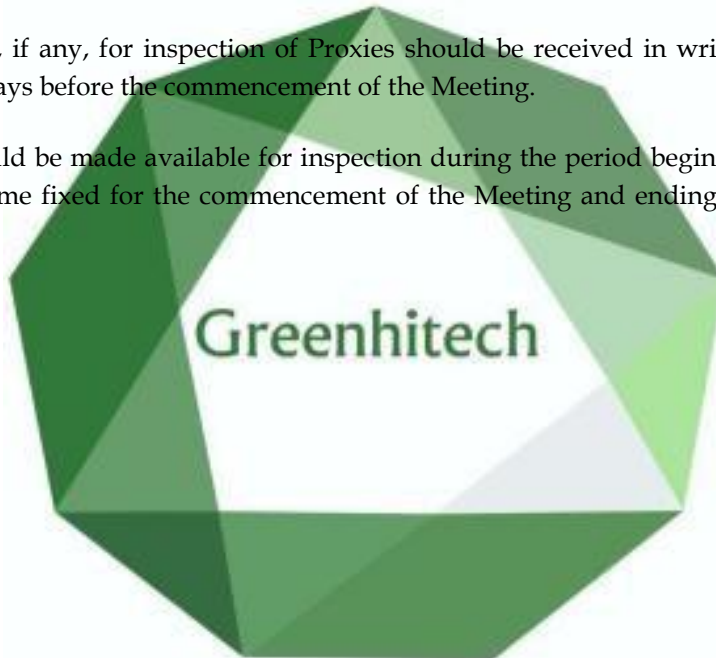 , if any, for inspection of Proxies should be received in wri
ays before the commencement of the Meeting.
ld be made available for inspection during the period begin
me fixed for the commencement of the Meeting and ending
Greenhitech